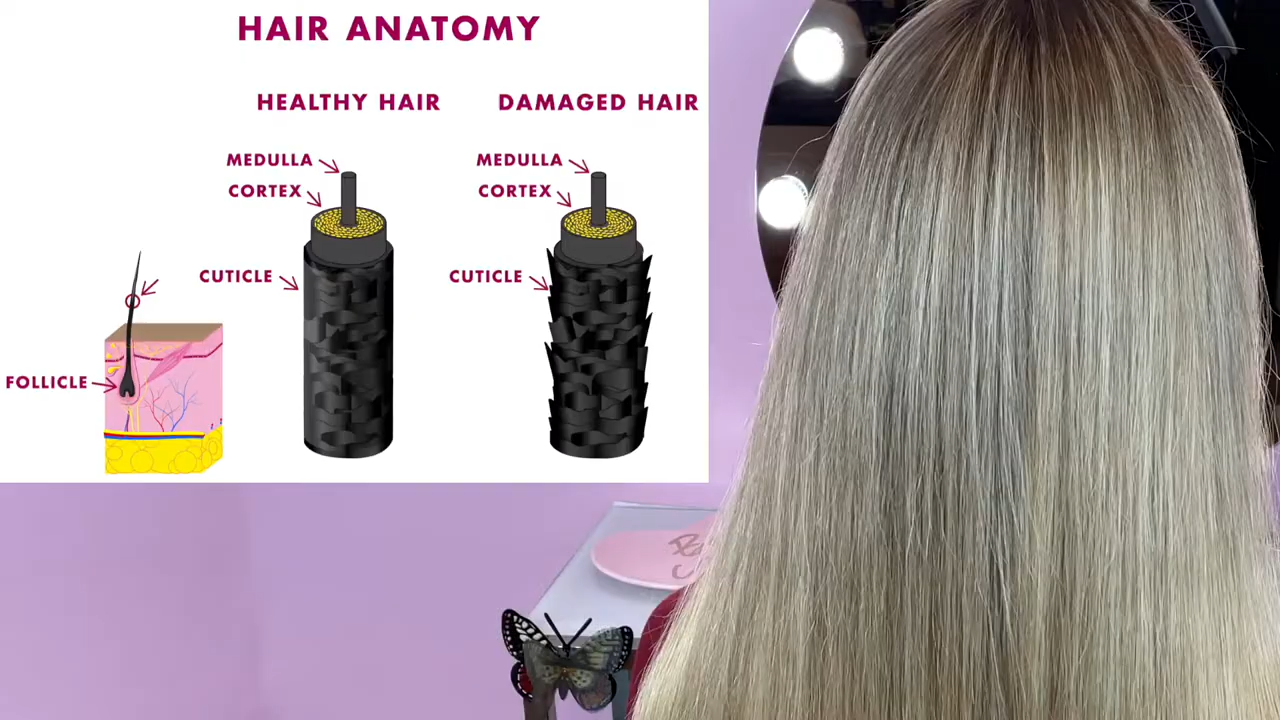 HAIR ANATOMY
HEALTHY HAIR
DAMAGED HAIR
MEDULLA
CORTEX
CUTICLE
MEDULLA
CORTEX
CUTICLE
FOLLICLE